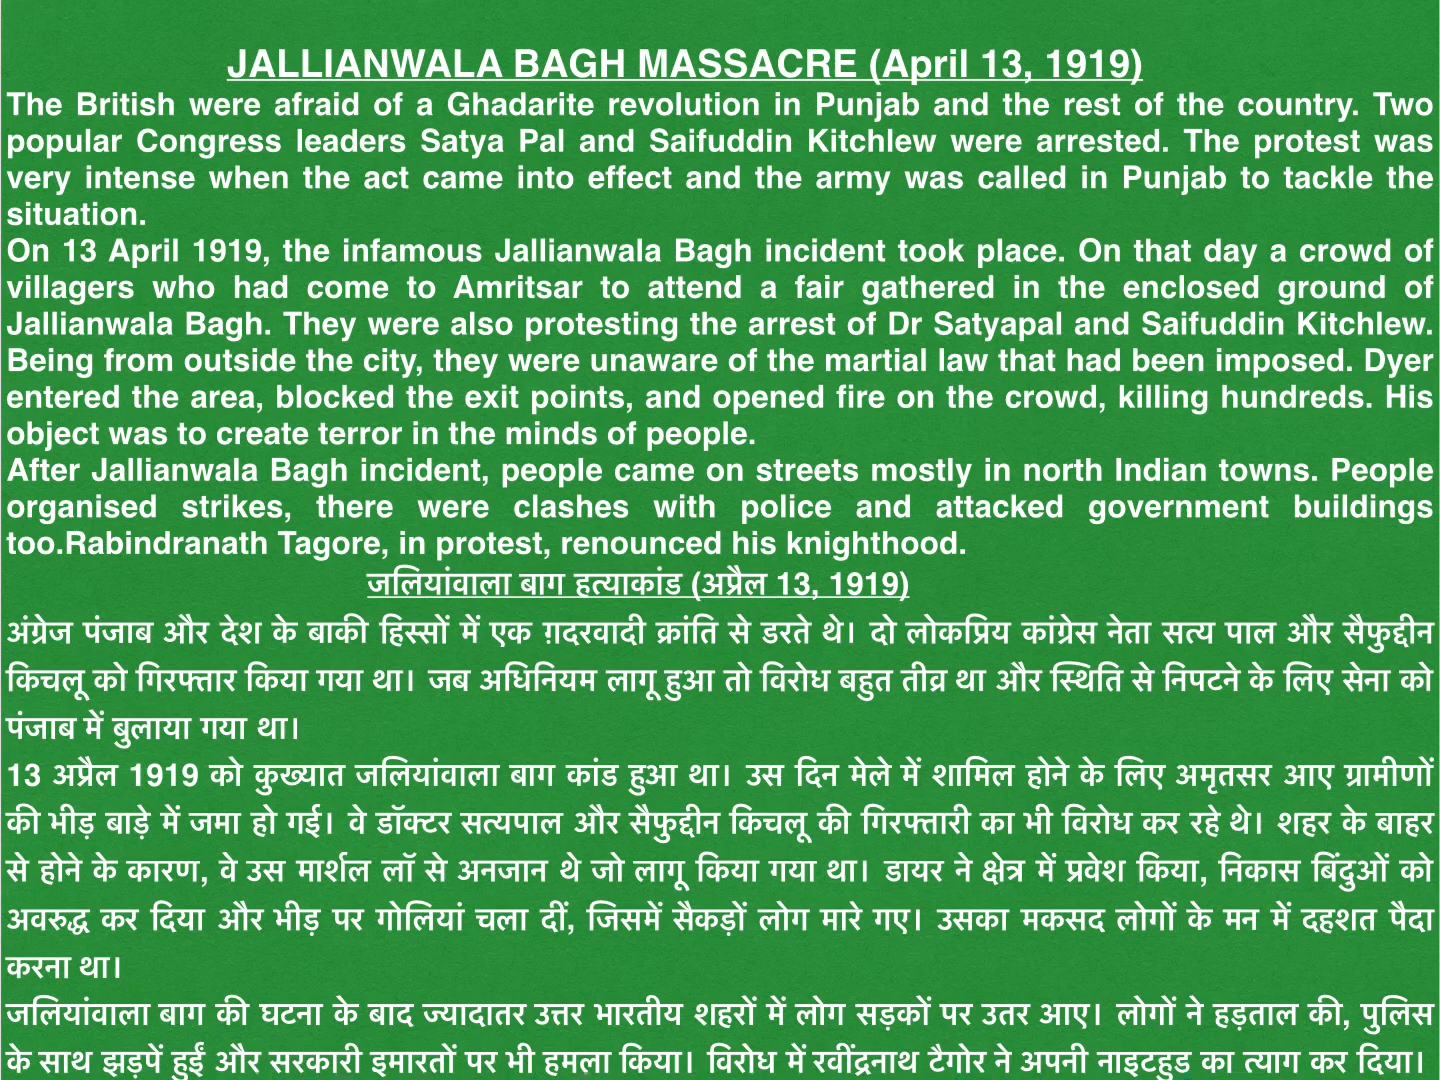 JALLIANWALA BAGH MASSACRE (April 13, 1919)
The British were afraid of a Ghadarite revolution in Punjab and the rest of the country. Two
popular Congress leaders Satya Pal and Saifuddin Kitchlew were arrested. The protest was
very intense when the act came into effect and the army was called in Punjab to tackle the
situation.
On 13 April 1919, the infamous Jallianwala Bagh incident took place. On that day a crowd of
villagers who had come to Amritsar to attend a fair gathered in the enclosed ground of
Jallianwala Bagh. They were also protesting the arrest of Dr Satyapal and Saifuddin Kitchlew.
Being from outside the city, they were unaware of the martial law that had been imposed. Dyer
entered the area, blocked the exit points, and opened fire on the crowd, killing hundreds. His
object was to create terror in the minds of people.
After Jallianwala Bagh incident, people came on streets mostly in north Indian towns. People
organised strikes, there were clashes with police and attacked government buildings
too.Rabindranath Tagore, in protest, renounced his knighthood.
जलियांवाला बाग हत्याकांड (अप्रैल 13, 1919)
अंग्रेज पंजाब और देश के बाकी हिस्सों में एक ग़दरवादी क्रांति से डरते थे। दो लोकप्रिय कांग्रेस नेता सत्य पाल और सैफुद्दीन
किचलू को गिरफ्तार किया गया था। जब अधिनियम लागू हुआ तो विरोध बहुत तीव्र था और स्थिति से निपटने के लिए सेना को
पंजाब में बुलाया गया था।
13 अप्रैल 1919 को कुख्यात जलियांवाला बाग कांड हुआ था। उस दिन मेले में शामिल होने के लिए अमृतसर आए ग्रामीणों
की भीड़ बाड़े में जमा हो गई। वे डॉक्टर सत्यपाल और सैफुद्दीन किचलू की गिरफ्तारी का भी विरोध कर रहे थे। शहर के बाहर
से होने के कारण, वे उस मार्शल लॉ से अनजान थे जो लागू किया गया था। डायर ने क्षेत्र में प्रवेश किया, निकास बिंदुओं को
अवरुद्ध कर दिया और भीड़ पर गोलियां चला दीं, जिसमें सैकड़ों लोग मारे गए। उसका मकसद लोगों के मन में दहशत पैदा
करना था।
जलियांवाला बाग की घटना के बाद ज्यादातर उत्तर भारतीय शहरों में लोग सड़कों पर उतर आए। लोगों ने हड़ताल की, पुलिस
के साथ झड़पें हुईं और सरकारी इमारतों पर भी हमला किया। विरोध में रवींद्रनाथ टैगोर ने अपनी नाइटहुड का त्याग कर दिया।